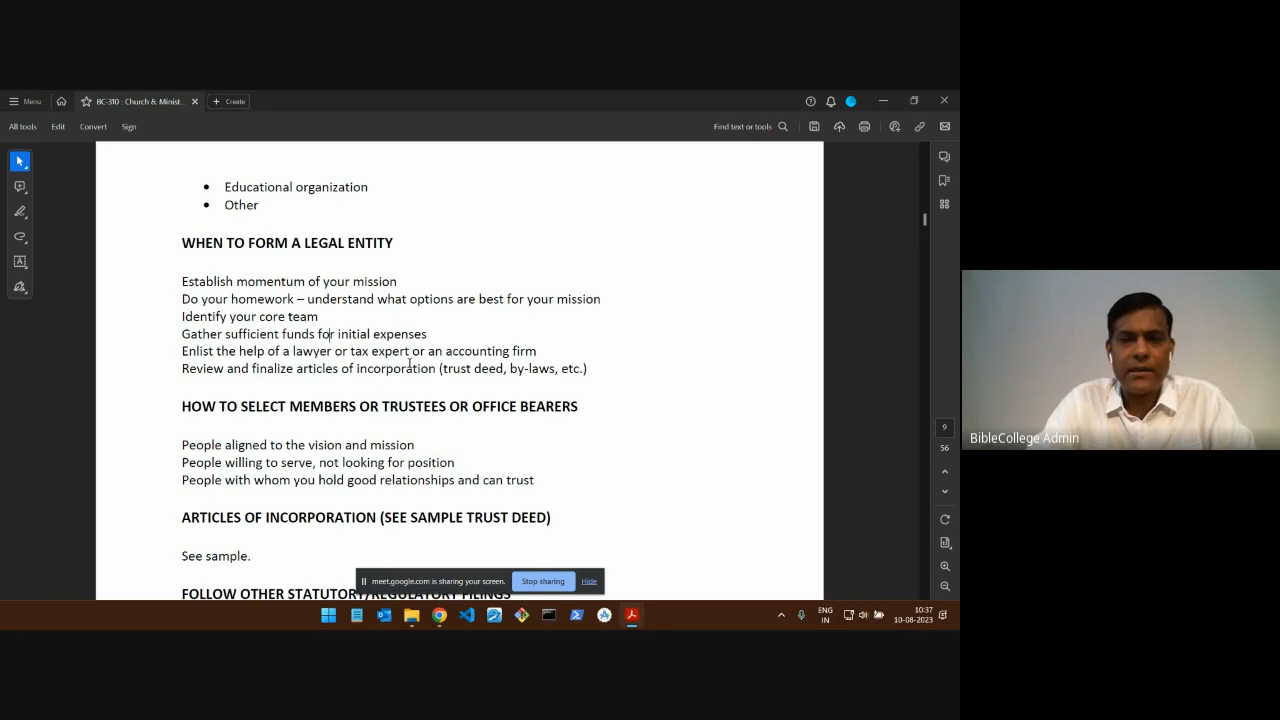 Menu
BC-310 : Church & Minist...
Create
All tools
Edit
Convert
Sign
Find text or tools
• Educational organization
• Other
WHEN TO FORM A LEGAL ENTITY
Establish momentum of your mission
Do your homework – understand what options are best for your mission
Identify your core team
Gather sufficient funds for initial expenses
Enlist the help of a lawyer or tax expert or an accounting firm
Review and finalize articles of incorporation (trust deed, by-laws, etc.)
HOW TO SELECT MEMBERS OR TRUSTEES OR OFFICE BEARERS
People aligned to the vision and mission
People willing to serve, not looking for position
People with whom you hold good relationships and can trust
ARTICLES OF INCORPORATION (SEE SAMPLE TRUST DEED)
See sample.
FOLLOW OTHER STATUTORY/REGULATORY FILINGS
meet.google.com is sharing your screen.
Stop sharing
Hide
9
56
BibleCollege Admin
ENG
IN
10:37
10-08-2023